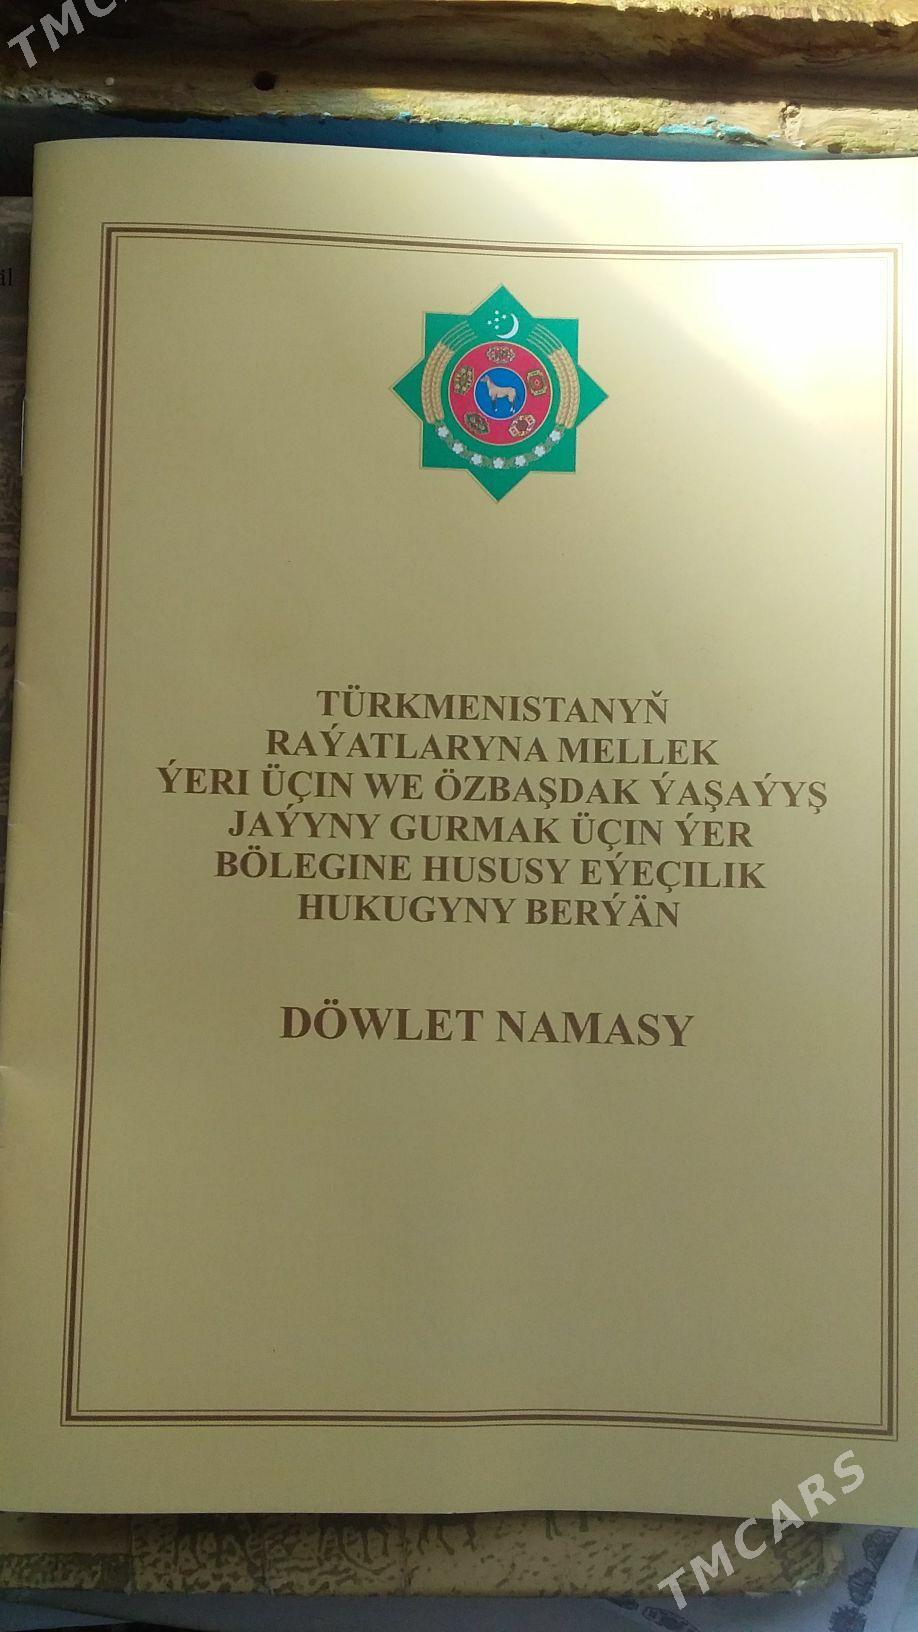 TMCARS
äl
TÜRKMENISTANYŇ
RAÝATLARYNA MELLEK
ÝERI ÜÇIN WE ÖZBAŞDAK ÝAŞAÝYŞ
JAÝYNY GURMAK ÜÇIN ÝER
BÖLEGINE HUSUSY EÝEÇILIK
HUKUGYNY BERÝÄN
DÖWLET NAMASY
TMCARS